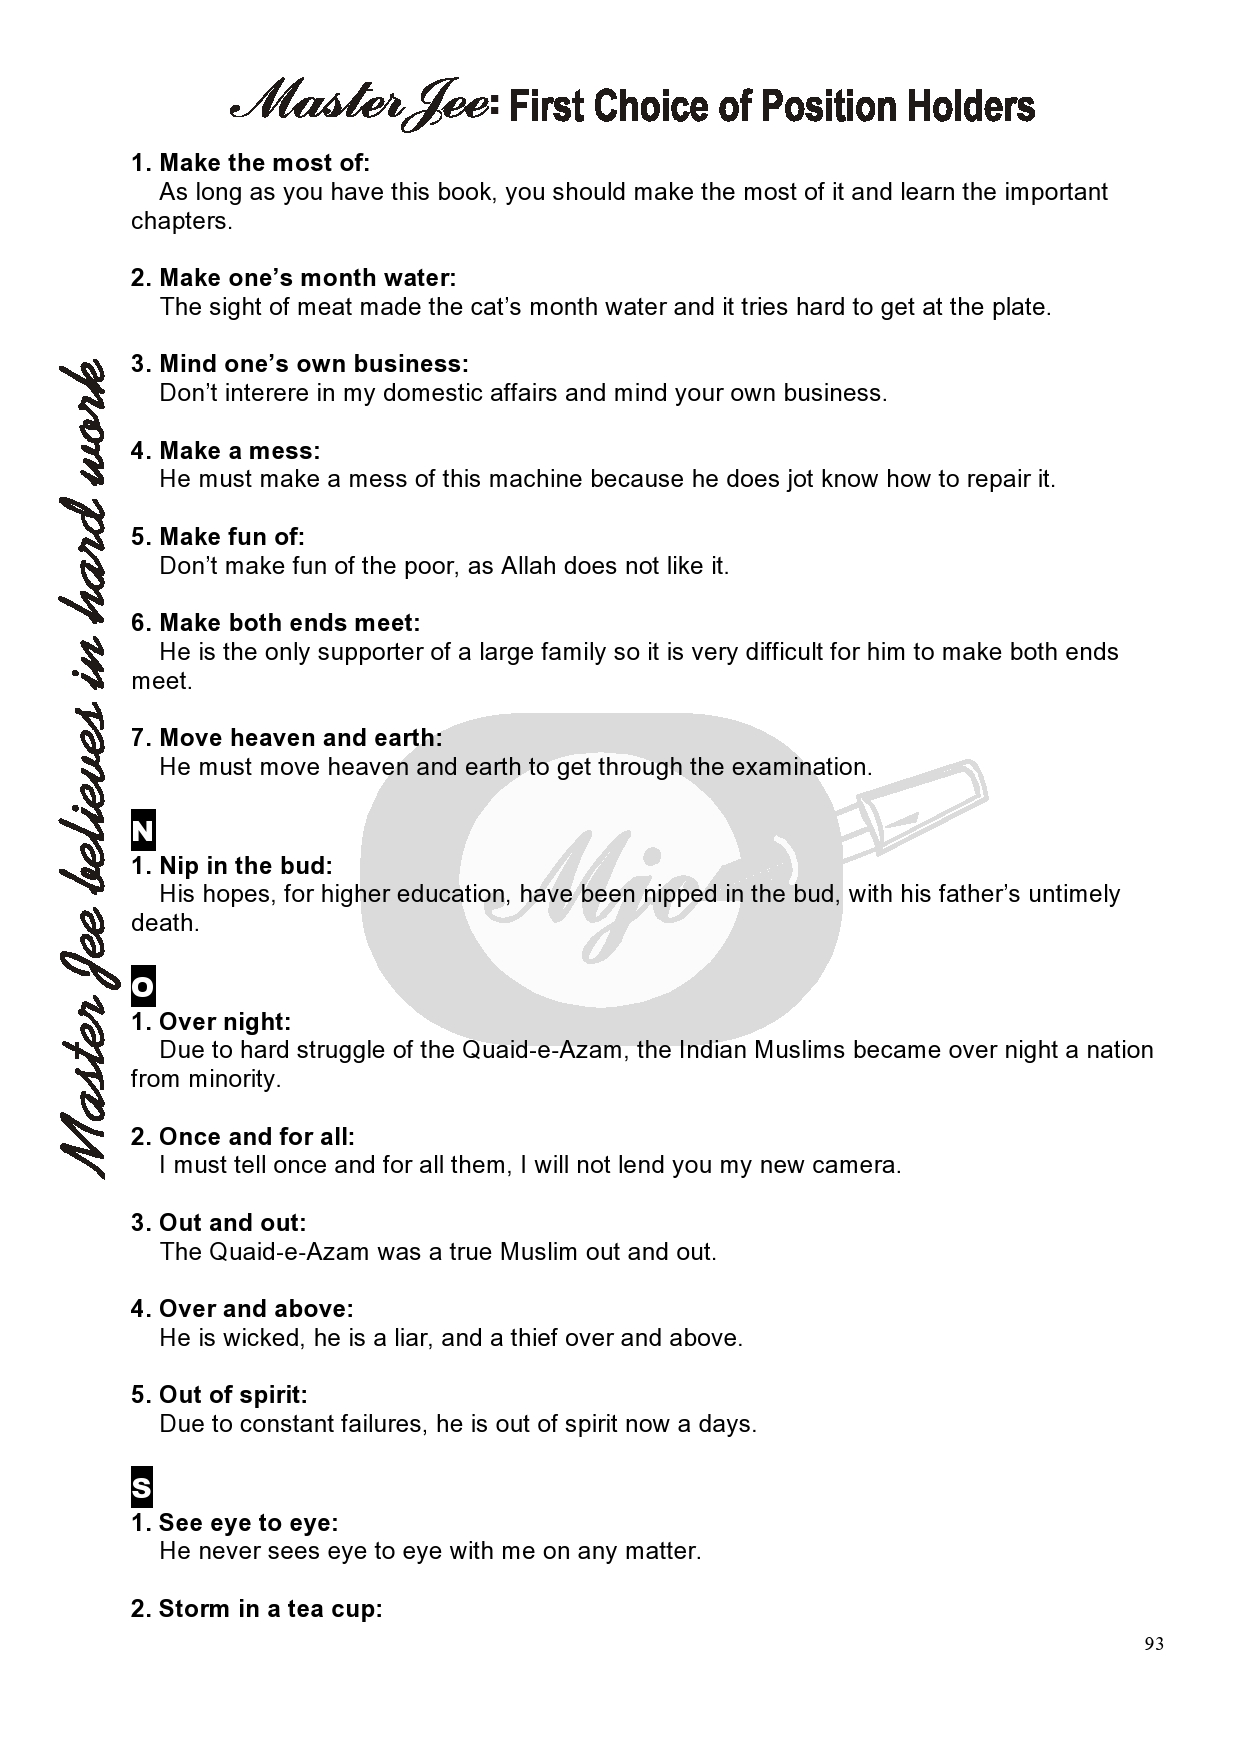 Master Jee: First Choice of Position Holders
1. Make the most of:
As long as you have this book, you should make the most of it and learn the important
chapters.
2. Make one’s month water:
The sight of meat made the cat’s month water and it tries hard to get at the plate.
3. Mind one’s own business:
Don’t interere in my domestic affairs and mind your own business.
4. Make a mess:
He must make a mess of this machine because he does jot know how to repair it.
5. Make fun of:
Don’t make fun of the poor, as Allah does not like it.
6. Make both ends meet:
He is the only supporter of a large family so it is very difficult for him to make both ends
meet.
7. Move heaven and earth:
He must move heaven and earth to get through the examination.
N
1. Nip in the bud:
His hopes, for higher education, have been nipped in the bud, with his father’s untimely
death.
O
1. Over night:
Due to hard struggle of the Quaid-e-Azam, the Indian Muslims became over night a nation
from minority.
2. Once and for all:
I must tell once and for all them, I will not lend you my new camera.
3. Out and out:
The Quaid-e-Azam was a true Muslim out and out.
4. Over and above:
He is wicked, he is a liar, and a thief over and above.
5. Out of spirit:
Due to constant failures, he is out of spirit now a days.
S
1. See eye to eye:
He never sees eye to eye with me on any matter.
2. Storm in a tea cup:
93
Master Jee believes in hard work
Mjo